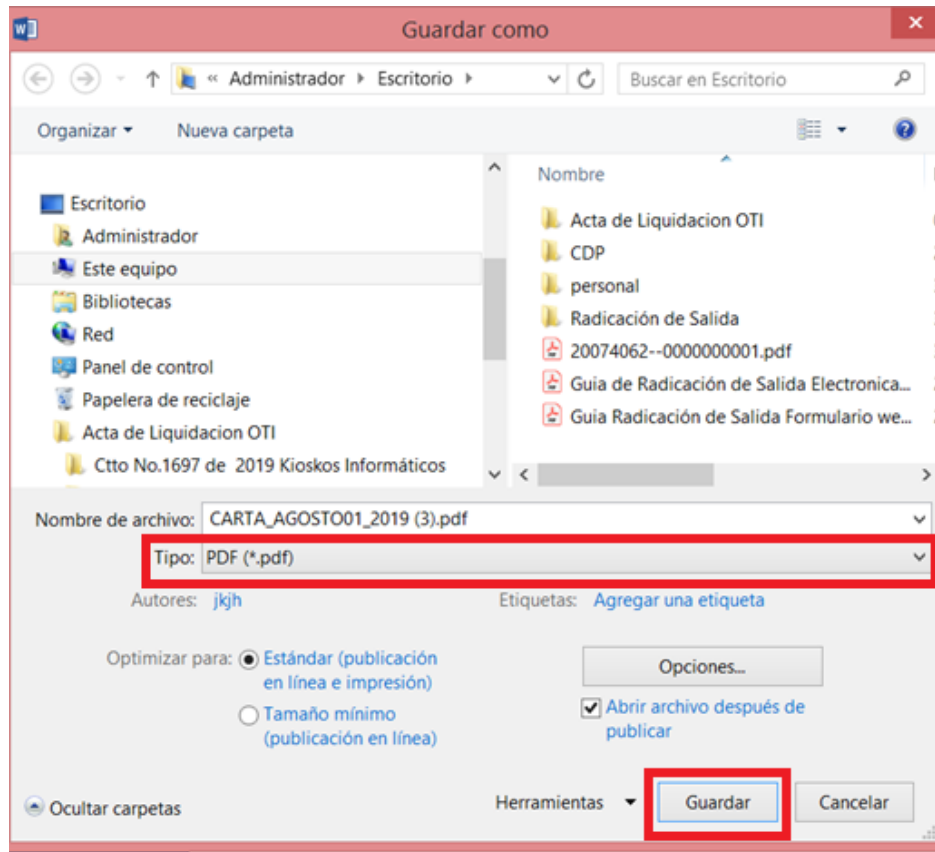 Guardar como
« Administrador Escritorio
Buscar en Escritorio
Organizar
Nueva carpeta
Escritorio
Administrador
Este equipo
Bibliotecas
Red
Panel de control
Papelera de reciclaje
Acta de Liquidacion OTI
Ctto No.1697 de 2019 Kioskos Informáticos
Nombre
Acta de Liquidacion OTI
CDP
personal
Radicación de Salida
20074062--0000000001.pdf
Guia de Radicación de Salida Electronica...
Guia Radicación de Salida Formulario we...
Nombre de archivo: CARTA_AGOSTO01_2019 (3).pdf
Tipo: PDF (*.pdf)
Autores: jkjh
Etiquetas: Agregar una etiqueta
Optimizar para: Estándar (publicación
en línea e impresión)
Tamaño mínimo
(publicación en línea)
Opciones...
Abrir archivo después de
publicar
Ocultar carpetas
Herramientas
Guardar
Cancelar